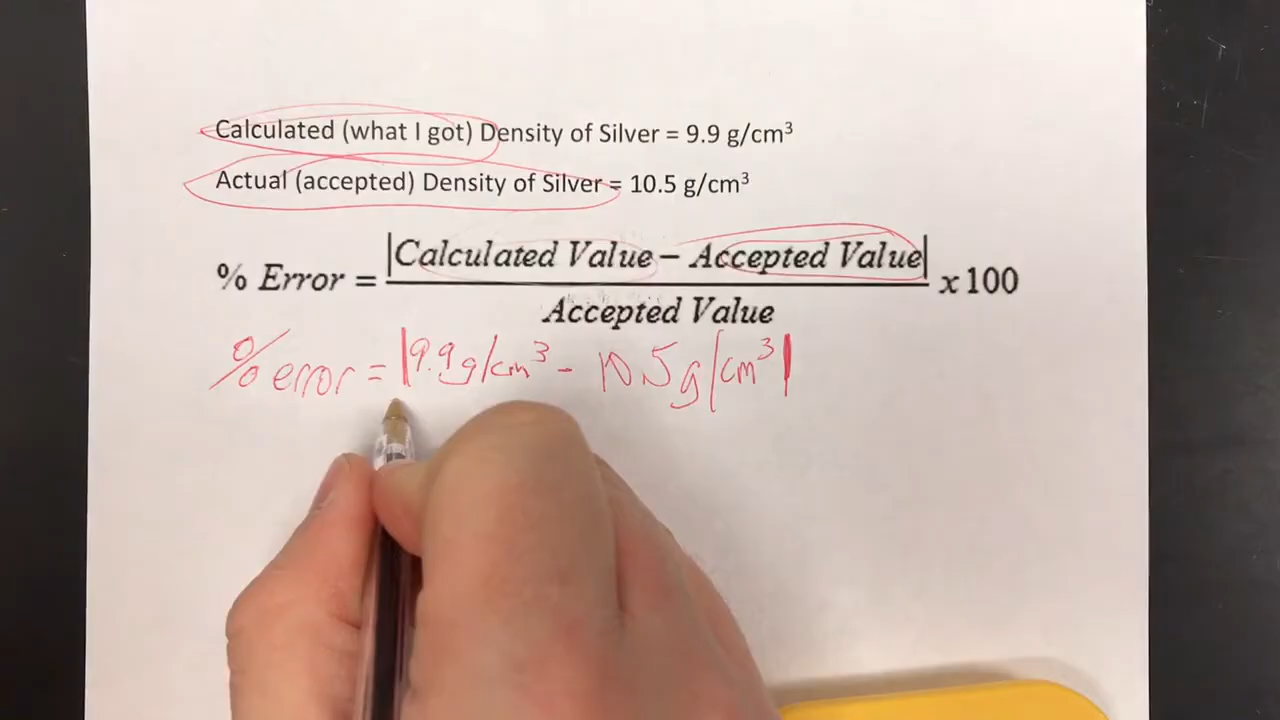 Calculated (what I got) Density of Silver = 9.9 g/cm³
Actual (accepted) Density of Silver = 10.5 g/cm³
% Error = |Calculated Value − Accepted Value| / Accepted Value x 100
% error = |9.9 g/cm³ - 10.5 g/cm³|